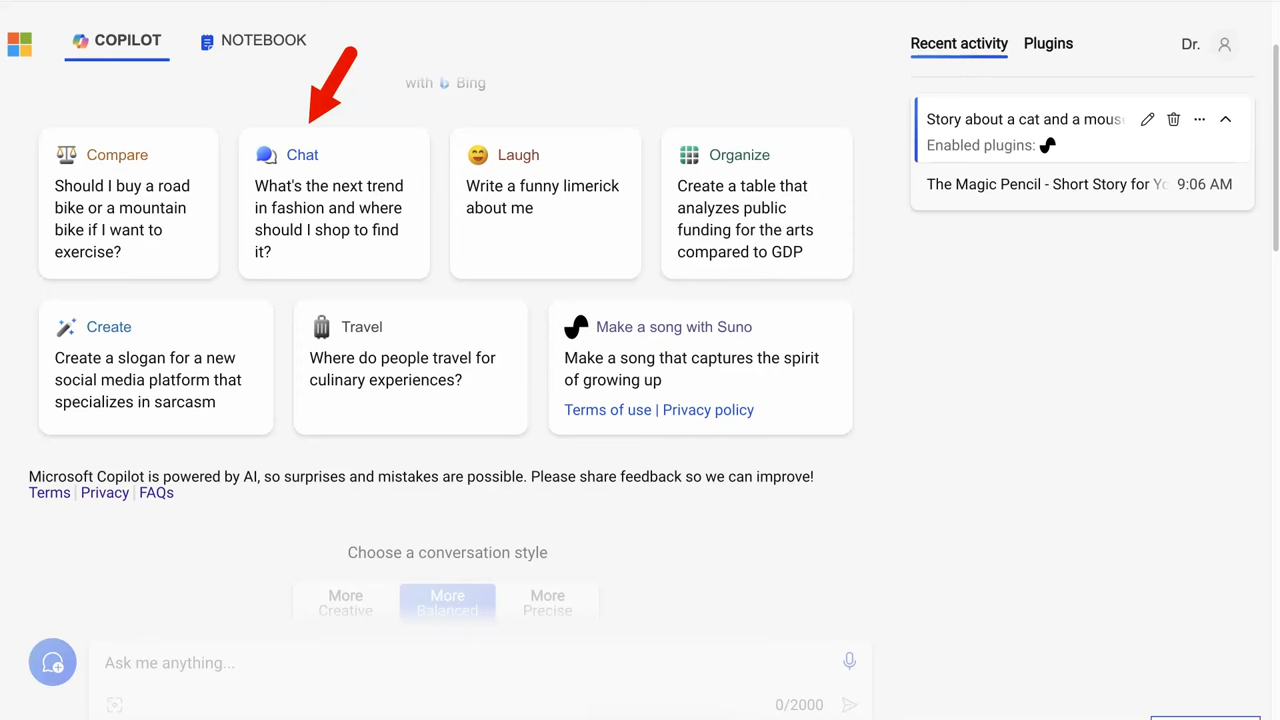 COPILOT
NOTEBOOK
with Bing
Recent activity
Plugins
Dr.
Compare
Should I buy a road
bike or a mountain
bike if I want to
exercise?
Chat
What's the next trend
in fashion and where
should I shop to find
it?
Laugh
Write a funny limerick
about me
Organize
Create a table that
analyzes public
funding for the arts
compared to GDP
Story about a cat and a mouse
Enabled plugins:
The Magic Pencil - Short Story for Yo 9:06 AM
Create
Create a slogan for a new
social media platform that
specializes in sarcasm
Travel
Where do people travel for
culinary experiences?
Make a song with Suno
Make a song that captures the spirit
of growing up
Terms of use | Privacy policy
Microsoft Copilot is powered by AI, so surprises and mistakes are possible. Please share feedback so we can improve!
Terms | Privacy | FAQs
Choose a conversation style
More
Creative
More
Balanced
More
Precise
Ask me anything...
0/2000